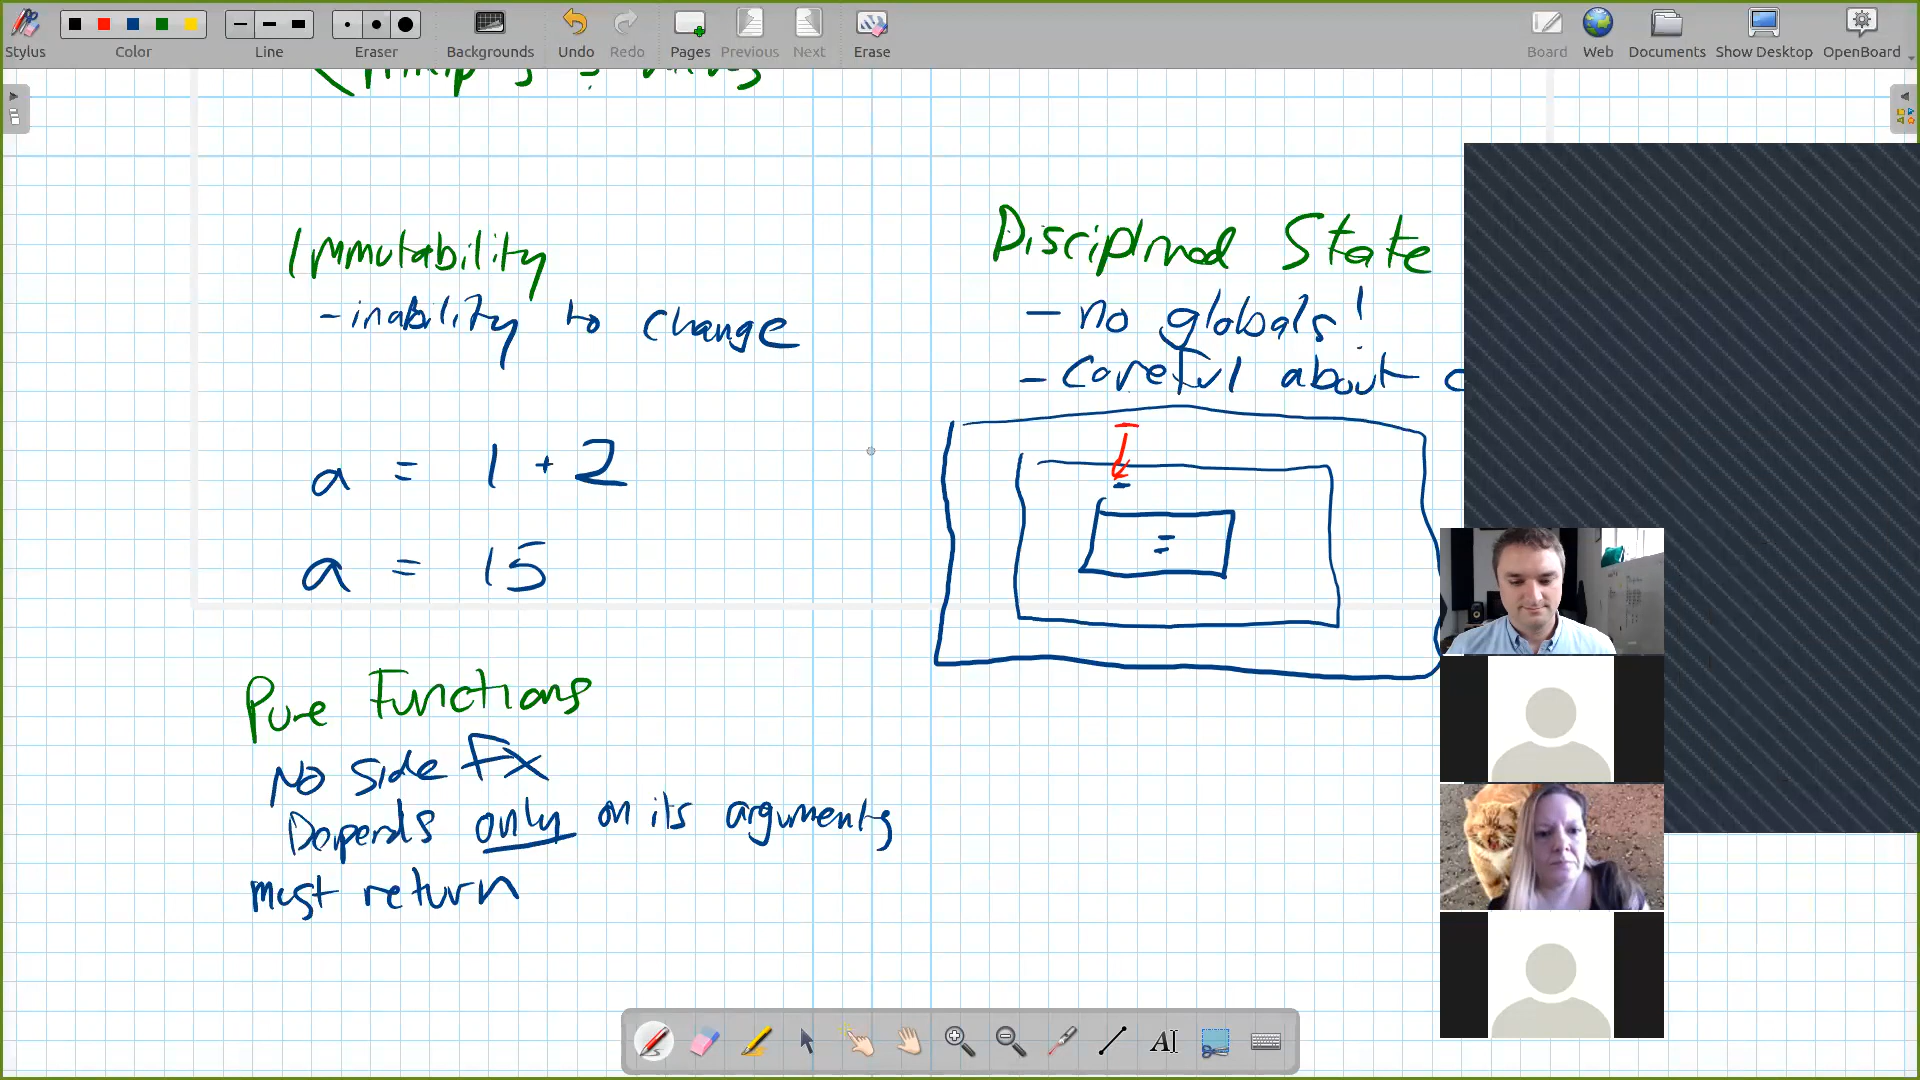 Stylus
Color
Line
Eraser
Backgrounds
Undo
Redo
Pages
Previous
Next
Erase
Board
Web
Documents
Show Desktop
OpenBoard
Immutability
- inability to change
a = 1 + 2
a = 15
Pure Functions
No side Fx
Depends only on its arguments
must return
Disciplined State
- no globals!
- Careful about c
=
AI